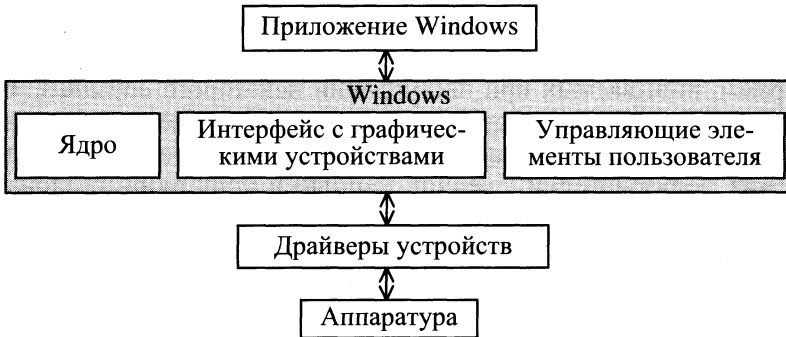 Приложение Windows
Windows
Ядро
Интерфейс с графичес-
кими устройствами
Управляющие эле-
менты пользователя
Драйверы устройств
Аппаратура